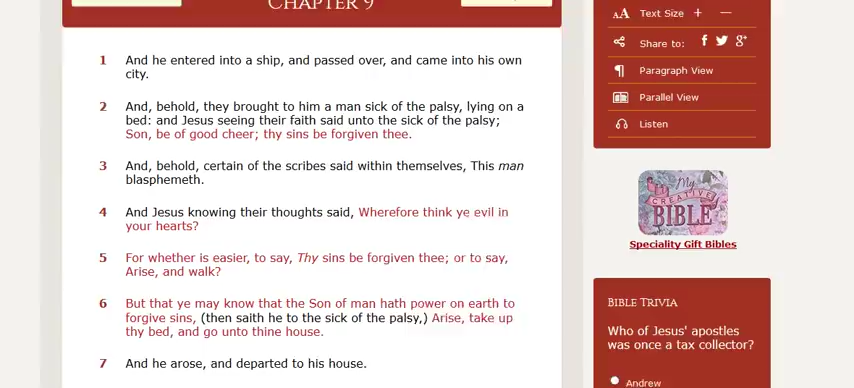 CHAPTER 9
1 And he entered into a ship, and passed over, and came into his own
city.
2 And, behold, they brought to him a man sick of the palsy, lying on a
bed: and Jesus seeing their faith said unto the sick of the palsy;
Son, be of good cheer; thy sins be forgiven thee.
3 And, behold, certain of the scribes said within themselves, This man
blasphemeth.
4 And Jesus knowing their thoughts said, Wherefore think ye evil in
your hearts?
5 For whether is easier, to say, Thy sins be forgiven thee; or to say,
Arise, and walk?
6 But that ye may know that the Son of man hath power on earth to
forgive sins, (then saith he to the sick of the palsy,) Arise, take up
thy bed, and go unto thine house.
7 And he arose, and departed to his house.
AA Text Size + —
Share to: f g+
¶ Paragraph View
Parallel View
Listen
My
CREATIVE
BIBLE
Speciality Gift Bibles
BIBLE TRIVIA
Who of Jesus' apostles
was once a tax collector?
Andrew